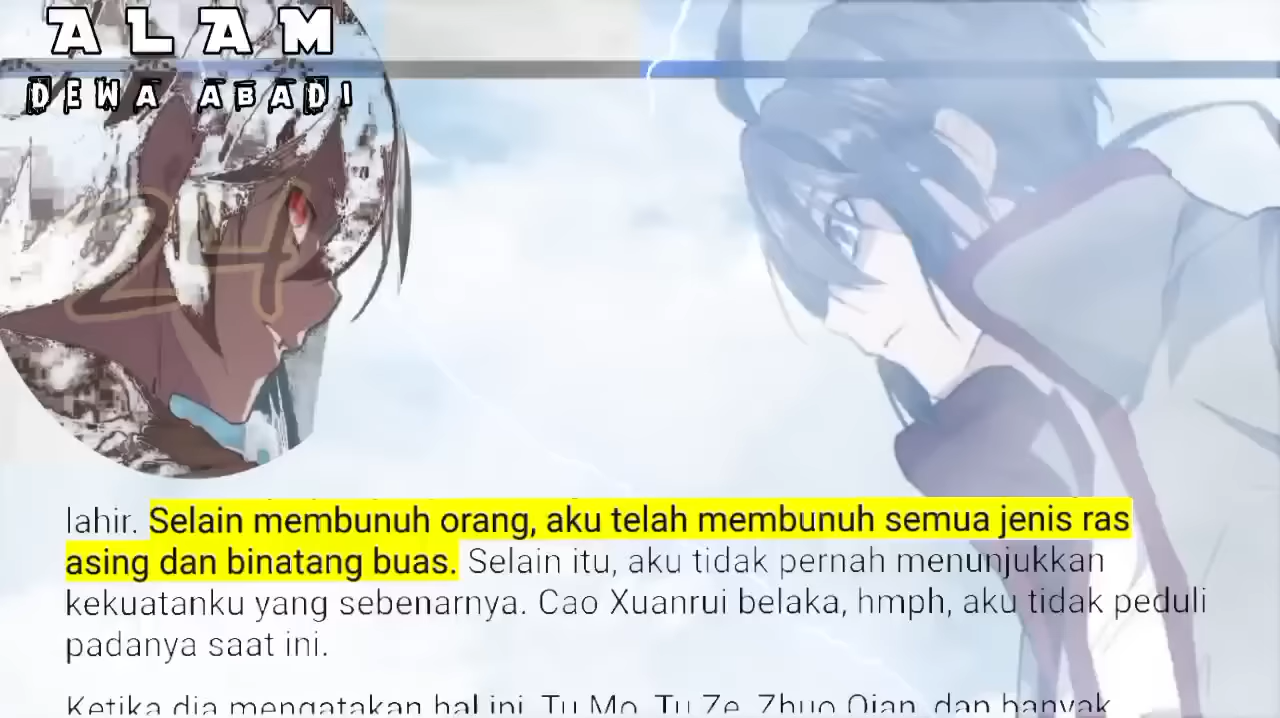 ALAM
DEWA ABADI
24
lahir. Selain membunuh orang, aku telah membunuh semua jenis ras
asing dan binatang buas. Selain itu, aku tidak pernah menunjukkan
kekuatanku yang sebenarnya. Cao Xuanrui belaka, hmph, aku tidak peduli
padanya saat ini.
Ketika dia mengatakan hal ini, Tu Mo, Tu Ze, Zhuo Qian, dan banyak